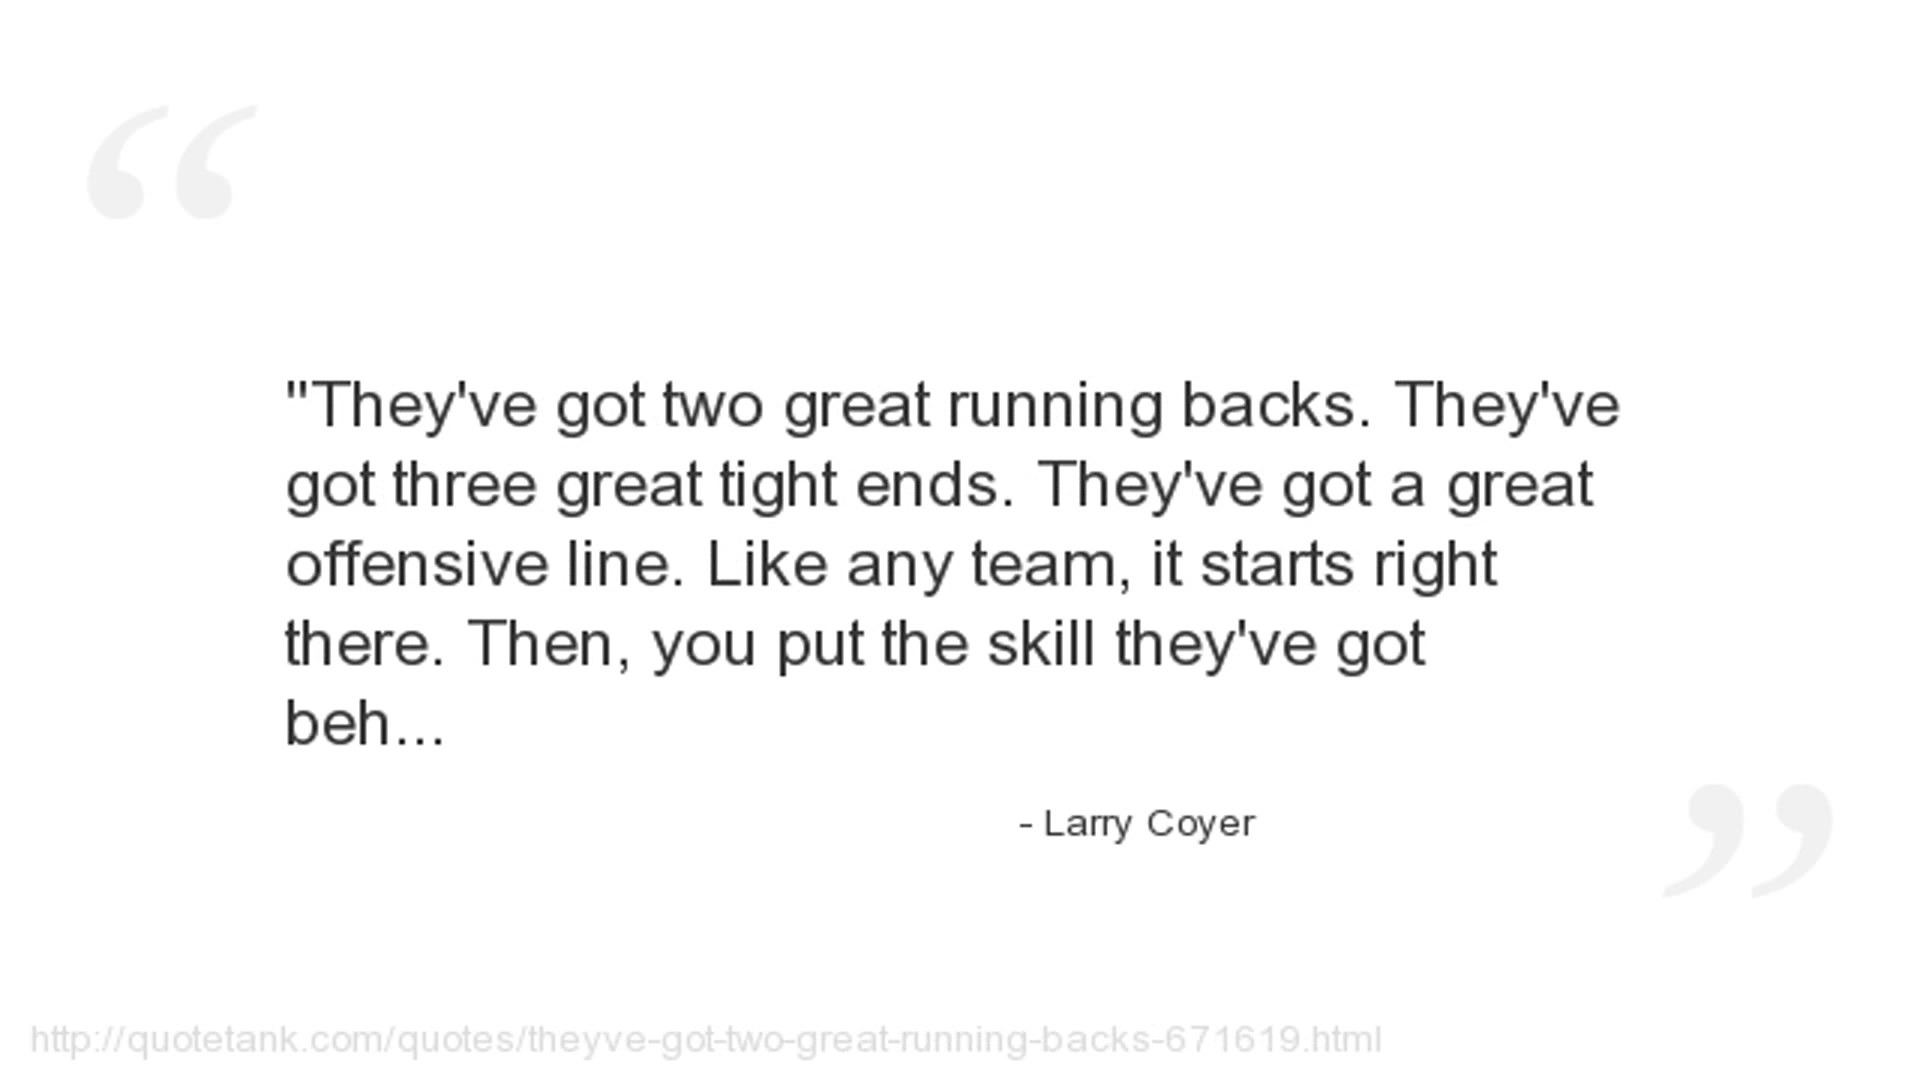 “
"They've got two great running backs. They've
got three great tight ends. They've got a great
offensive line. Like any team, it starts right
there. Then, you put the skill they've got
beh...
- Larry Coyer
”
http://quotetank.com/quotes/theyve-got-two-great-running-backs-671619.html